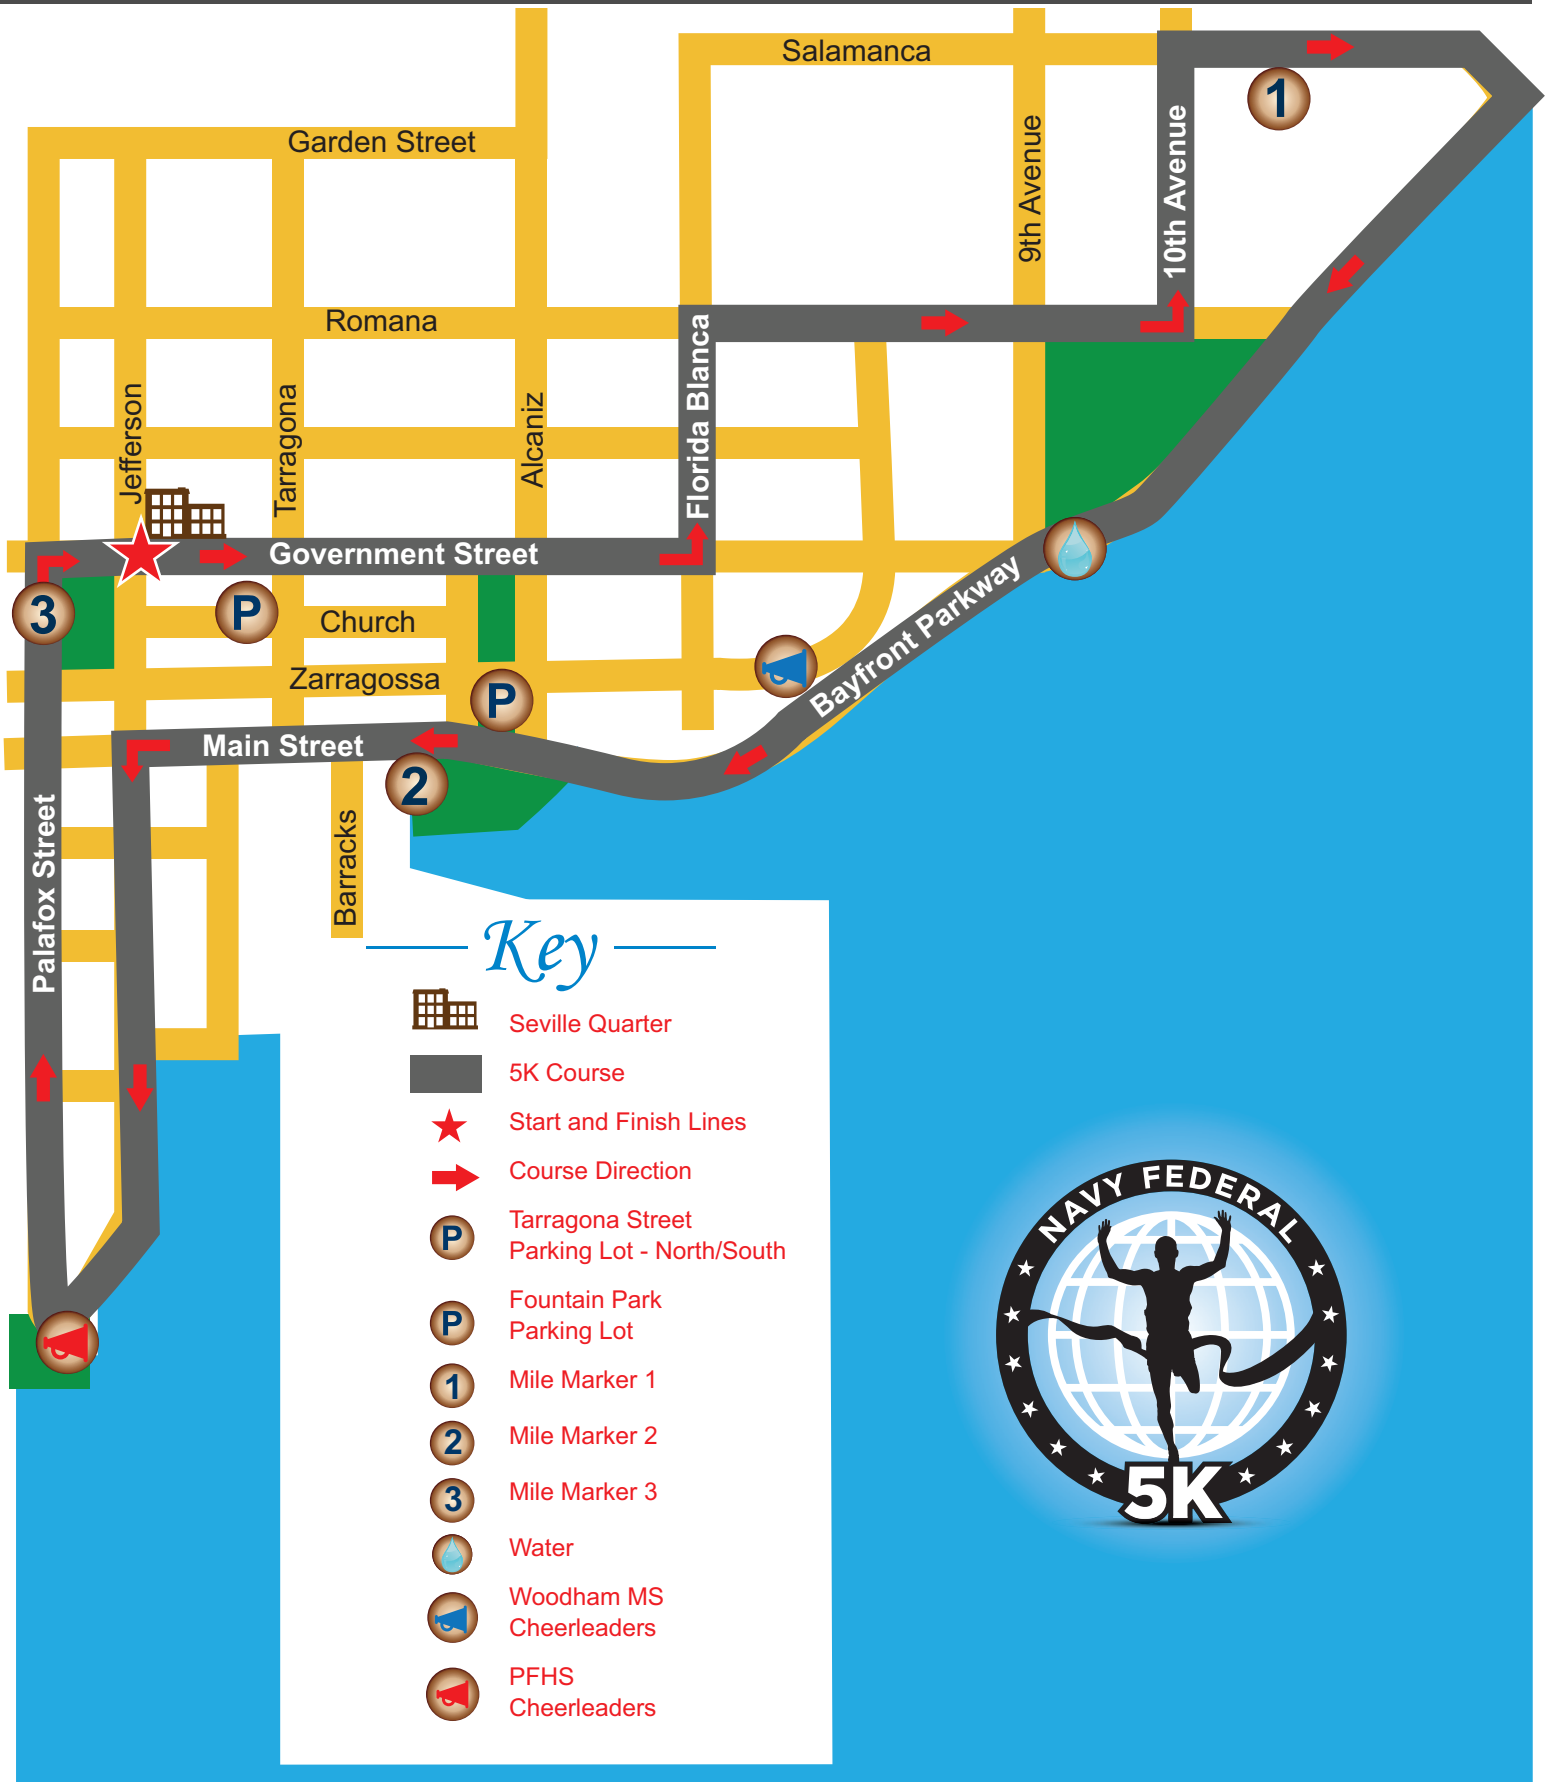 Salamanca
1
Garden Street
9th Avenue
10th Avenue
Romana
Florida Blanca
Jefferson
Tarragona
Alcaniz
Government Street
3
P
Church
Bayfront Parkway
Zarragossa
P
Main Street
2
Palafox Street
Barracks
Key
Seville Quarter
5K Course
Start and Finish Lines
Course Direction
P
Tarragona Street
Parking Lot - North/South
P
Fountain Park
Parking Lot
1
Mile Marker 1
2
Mile Marker 2
3
Mile Marker 3
Water
Woodham MS
Cheerleaders
PFHS
Cheerleaders
NAVY FEDERAL
5K